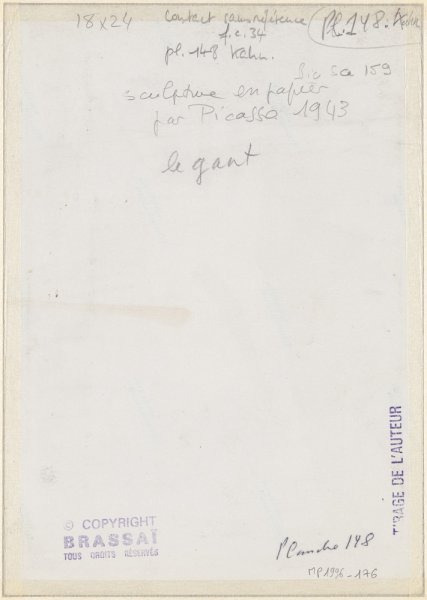 18x24
contact sans référence
s.c. 34
Pl. 148.
pl. 148 Kahn.
159
sculpture en papier
par Picasso 1943
le gant
TIRAGE DE L'AUTEUR
© COPYRIGHT
BRASSAÏ
TOUS DROITS RÉSERVÉS
Planche 148
MP1996-176